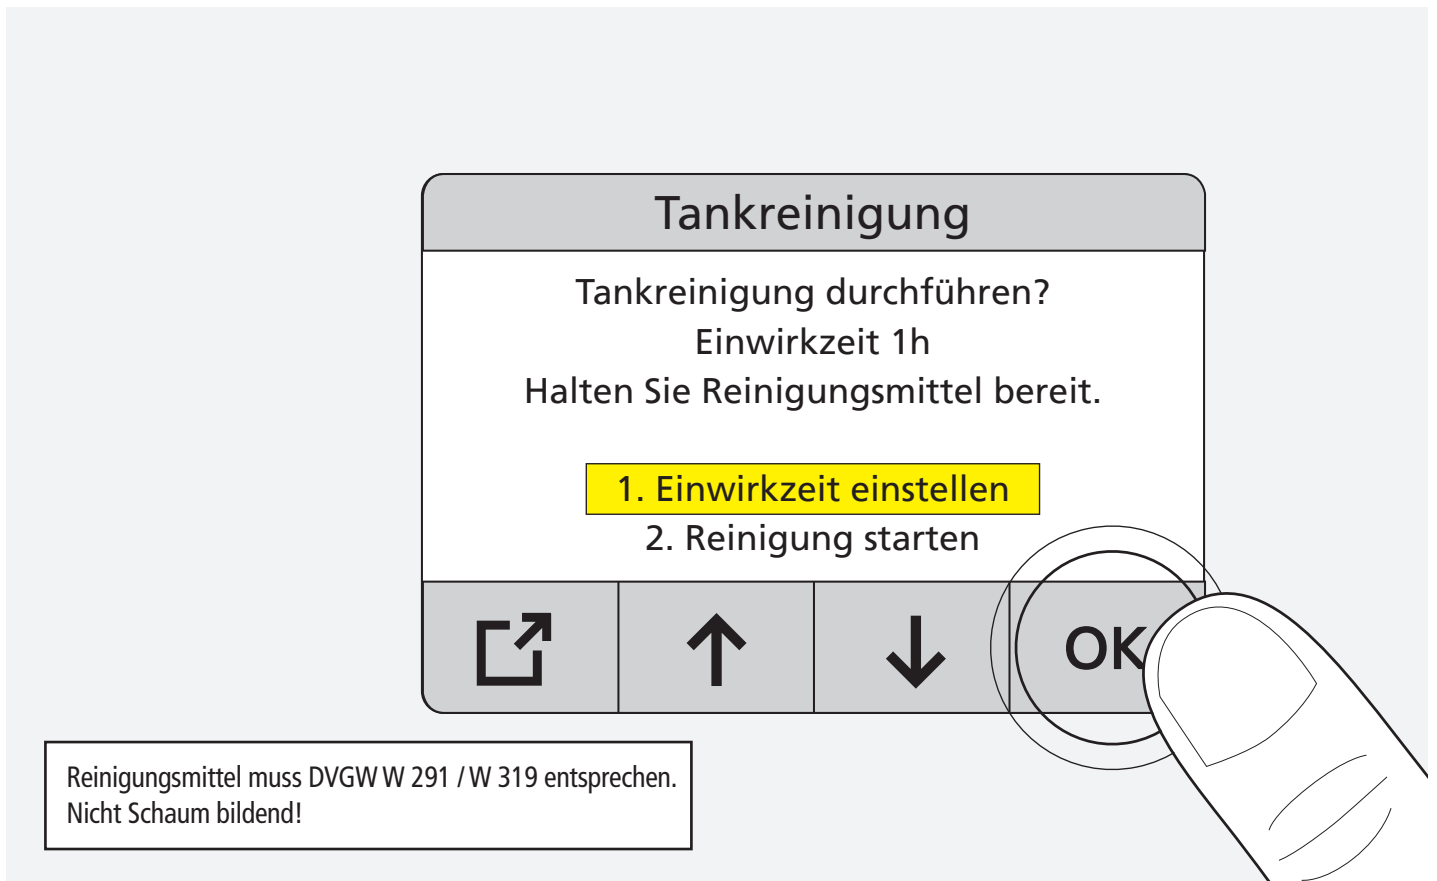 Tankreinigung
Tankreinigung durchführen?
Einwirkzeit 1h
Halten Sie Reinigungsmittel bereit.
1. Einwirkzeit einstellen
2. Reinigung starten
OK
Reinigungsmittel muss DVGW W 291 / W 319 entsprechen.
Nicht Schaum bildend!